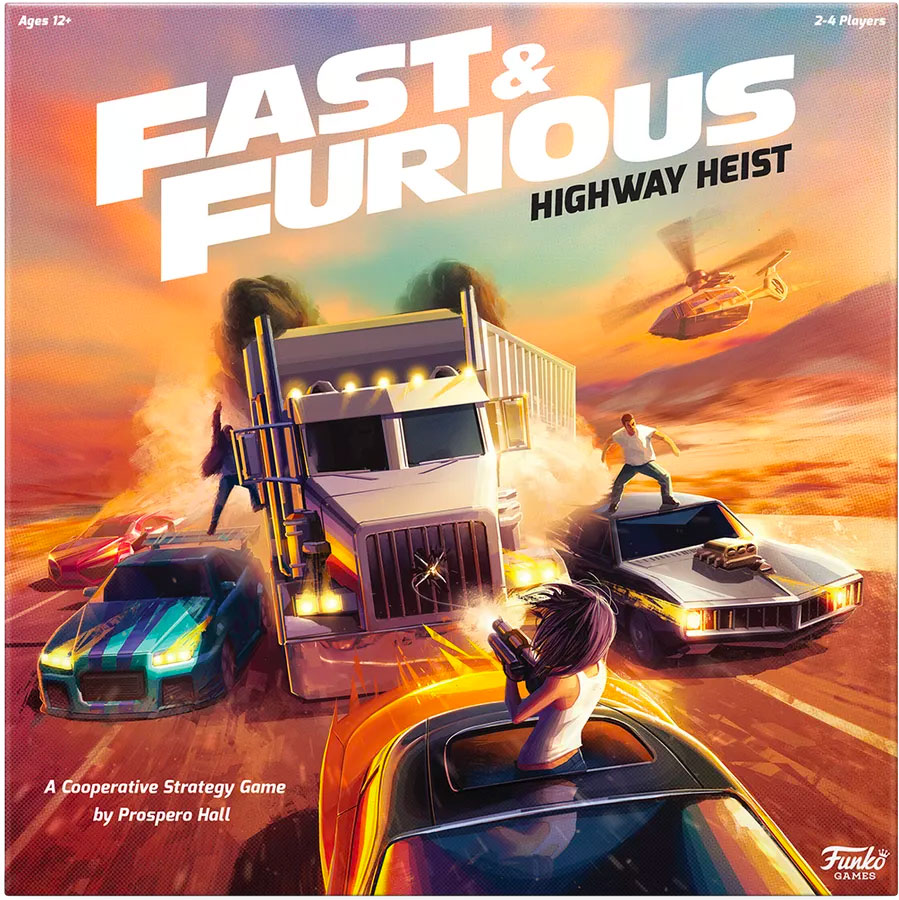 Ages 12+
2-4 Players
FAST &
FURIOUS
HIGHWAY HEIST
A Cooperative Strategy Game
by Prospero Hall
Funko
GAMES